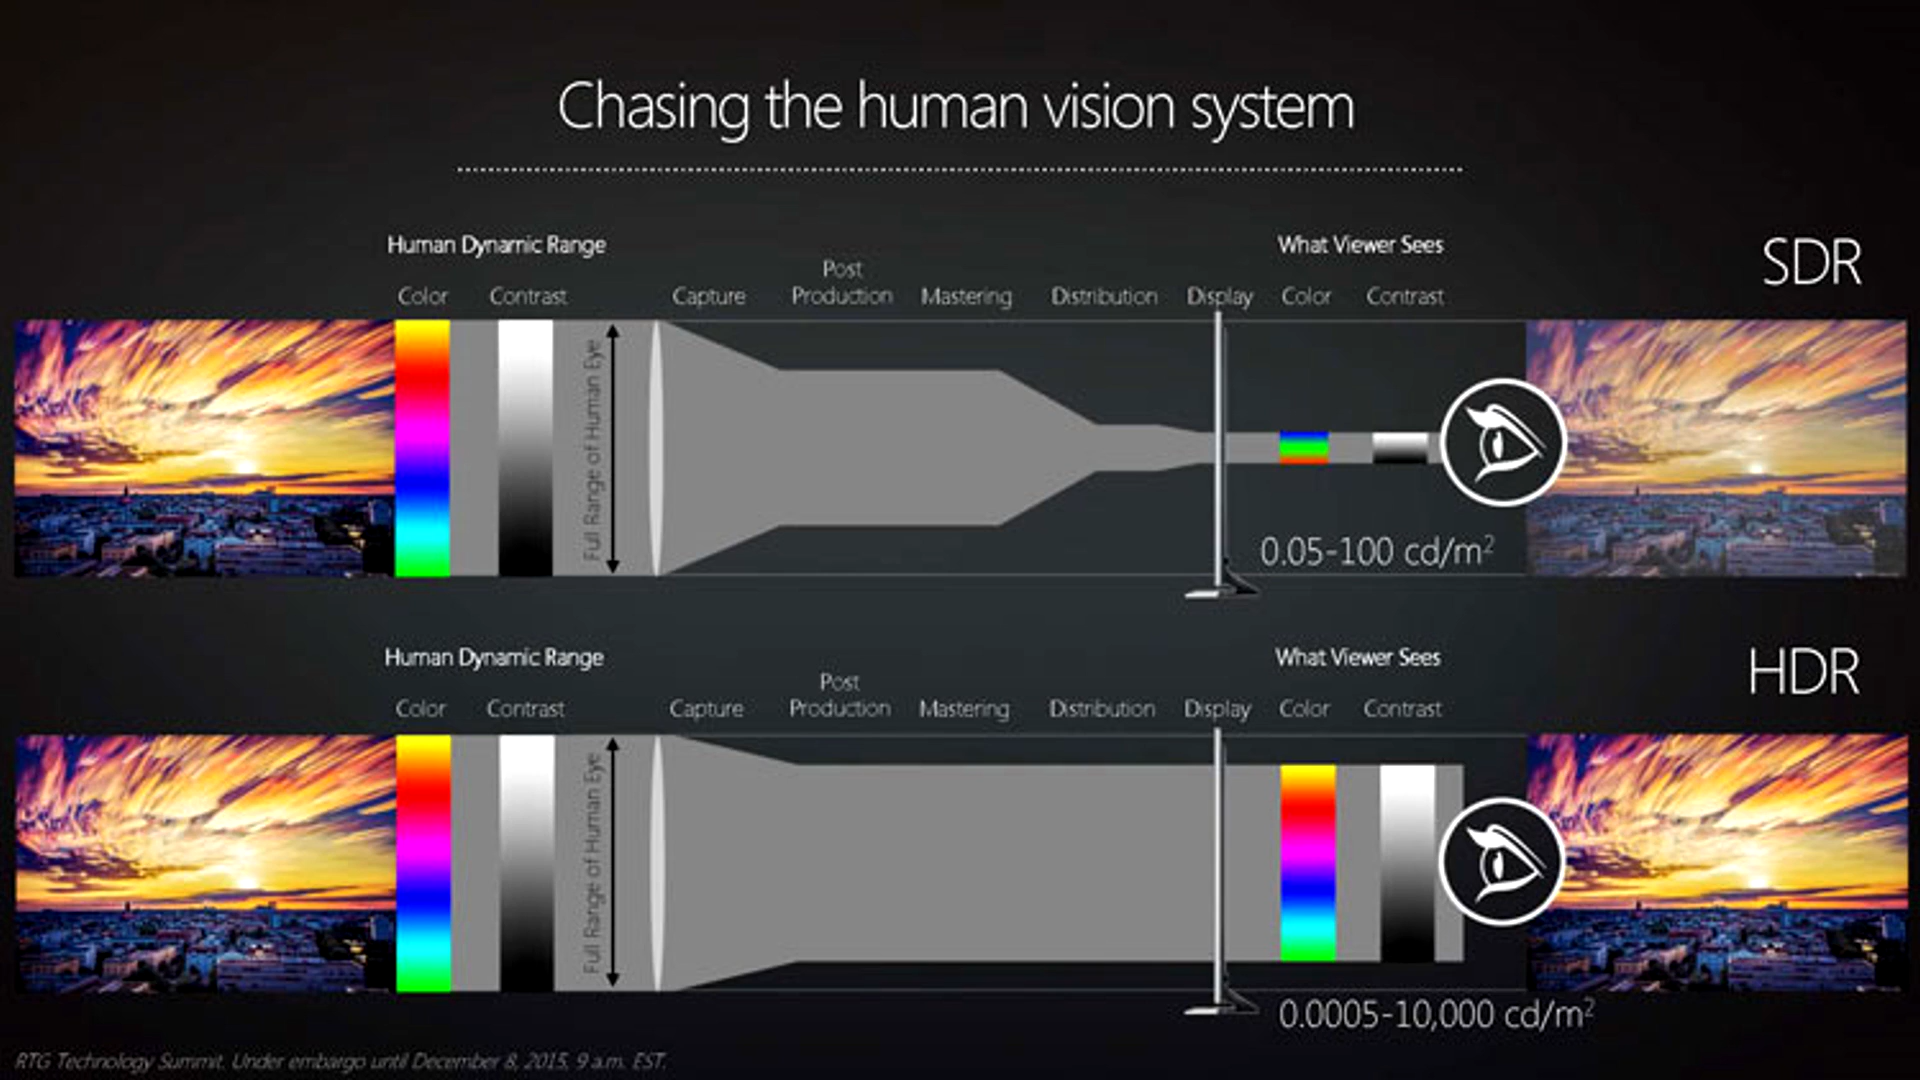 Chasing the human vision system
SDR
Human Dynamic Range
What Viewer Sees
Color
Contrast
Capture
Post
Production
Mastering
Distribution
Display
Color
Contrast
Full Range of Human Eye
0.05-100 cd/m²
HDR
Human Dynamic Range
What Viewer Sees
Color
Contrast
Capture
Post
Production
Mastering
Distribution
Display
Color
Contrast
Full Range of Human Eye
0.0005-10,000 cd/m²
RTG Technology Summit. Under embargo until December 8, 2015, 9 a.m. EST.